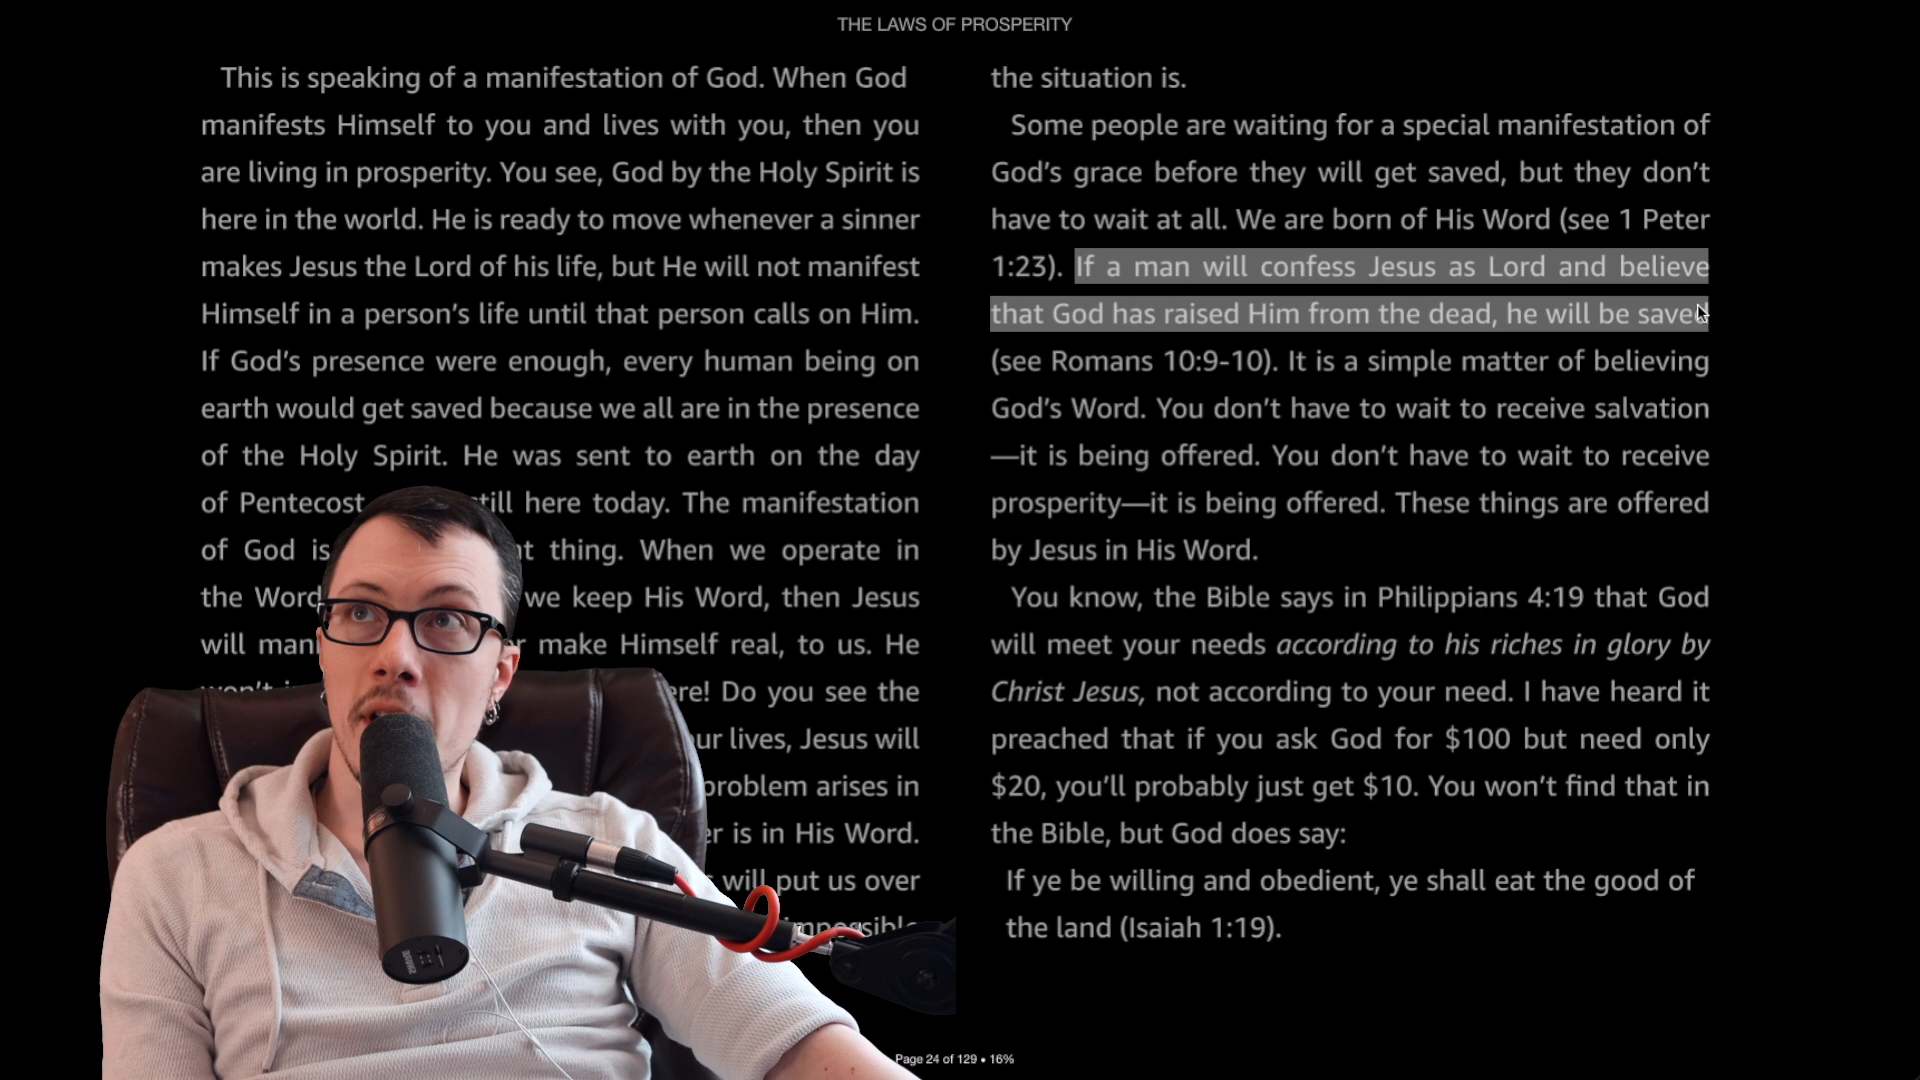 THE LAWS OF PROSPERITY
This is speaking of a manifestation of God. When God
manifests Himself to you and lives with you, then you
are living in prosperity. You see, God by the Holy Spirit is
here in the world. He is ready to move whenever a sinner
makes Jesus the Lord of his life, but He will not manifest
Himself in a person's life until that person calls on Him.
If God's presence were enough, every human being on
earth would get saved because we all are in the presence
of the Holy Spirit. He was sent to earth on the day
of Pentecost still here today. The manifestation
of God is thing. When we operate in
the Word we keep His Word, then Jesus
will make Himself real, to us. He
won't Do you see the
lives, Jesus will
problem arises in
is in His Word.
will put us over
the situation is.
Some people are waiting for a special manifestation of
God's grace before they will get saved, but they don't
have to wait at all. We are born of His Word (see 1 Peter
1:23). If a man will confess Jesus as Lord and believe
that God has raised Him from the dead, he will be saved
(see Romans 10:9-10). It is a simple matter of believing
God's Word. You don't have to wait to receive salvation
—it is being offered. You don't have to wait to receive
prosperity—it is being offered. These things are offered
by Jesus in His Word.
You know, the Bible says in Philippians 4:19 that God
will meet your needs according to his riches in glory by
Christ Jesus, not according to your need. I have heard it
preached that if you ask God for $100 but need only
$20, you'll probably just get $10. You won't find that in
the Bible, but God does say:
If ye be willing and obedient, ye shall eat the good of
the land (Isaiah 1:19).
Page 24 of 129 • 16%